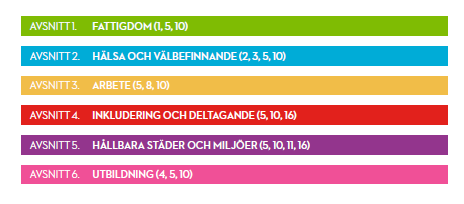 AVSNITT 1. FATTIGDOM (1, 5, 10)
AVSNITT 2. HÄLSA OCH VÄLBEFINNANDE (2, 3, 5, 10)
AVSNITT 3. ARBETE (5, 8, 10)
AVSNITT 4. INKLUDERING OCH DELTAGANDE (5, 10, 16)
AVSNITT 5. HÅLLBARA STÄDER OCH MILJÖER (5, 10, 11, 16)
AVSNITT 6. UTBILDNING (4, 5, 10)